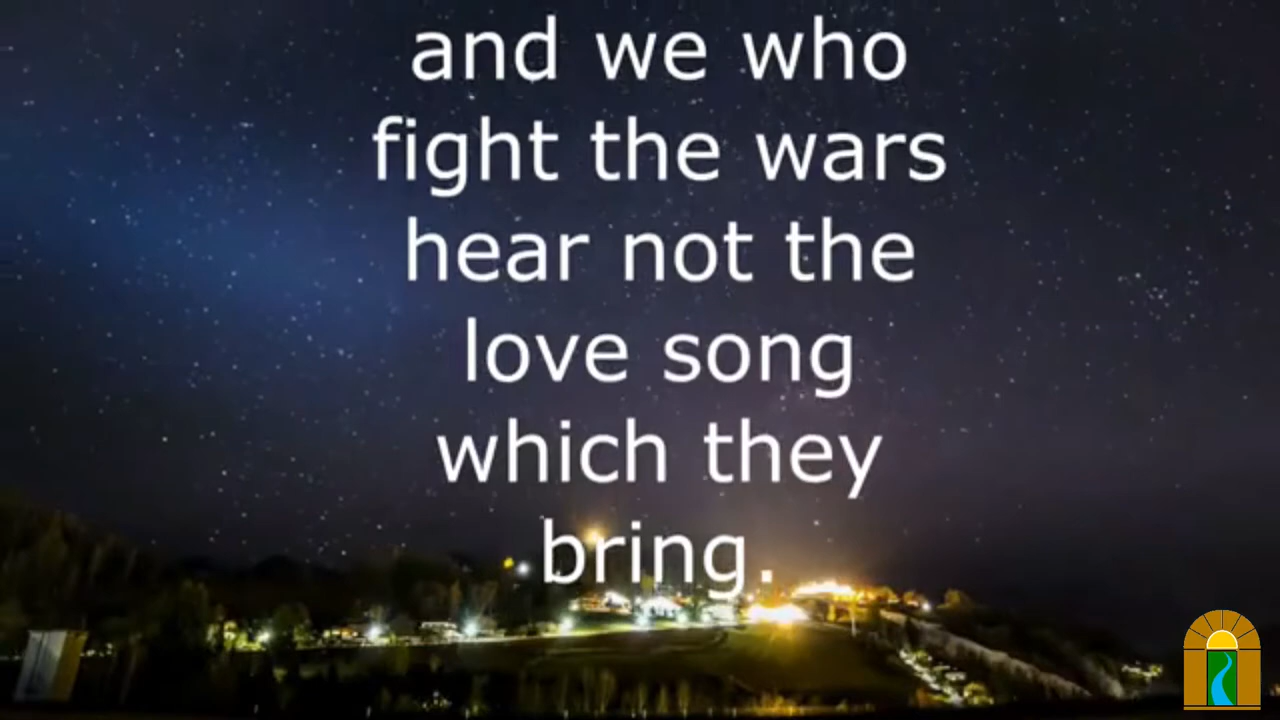 and we who
fight the wars
hear not the
love song
which they
bring.